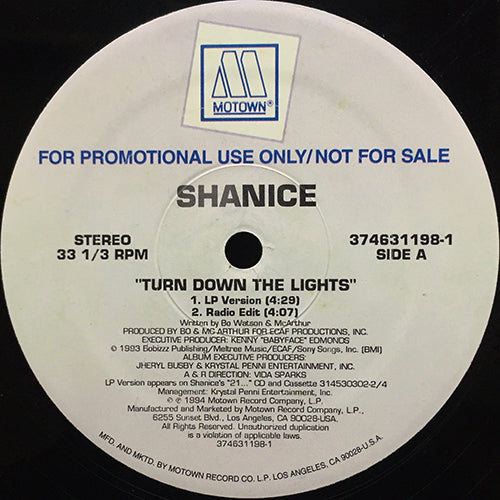 MOTOWN®
FOR PROMOTIONAL USE ONLY/NOT FOR SALE
SHANICE
STEREO
33 1/3 RPM
374631198-1
SIDE A
"TURN DOWN THE LIGHTS"
1. LP Version (4:29)
2. Radio Edit (4:07)
Written by Bo Watson & McArthur
PRODUCED BY BO & MC ARTHUR FOR ECAF PRODUCTIONS, INC.
EXECUTIVE PRODUCER: KENNY "BABYFACE" EDMONDS
© 1993 Bobizz Publishing/Meltree Music/ECAF/Sony Songs, Inc. (BMI)
ALBUM EXECUTIVE PRODUCERS:
JHERYL BUSBY & KRYSTAL PENNI ENTERTAINMENT, INC.
A & R DIRECTION: VIDA SPARKS
LP Version appears on Shanice's "21..." CD and Cassette 314530302-2/4
Management: Krystal Penni Entertainment, Inc.
© ℗ 1994 Motown Record Company, L.P.
Manufactured and Marketed by Motown Record Company, L.P.
6255 Sunset Blvd., Los Angeles, CA 90028-USA.
All Rights Reserved. Unauthorized duplication
is a violation of applicable laws.
374631198-1
MFD. AND MKTD. BY MOTOWN RECORD CO. L.P. LOS ANGELES, CA 90028-U.S.A.